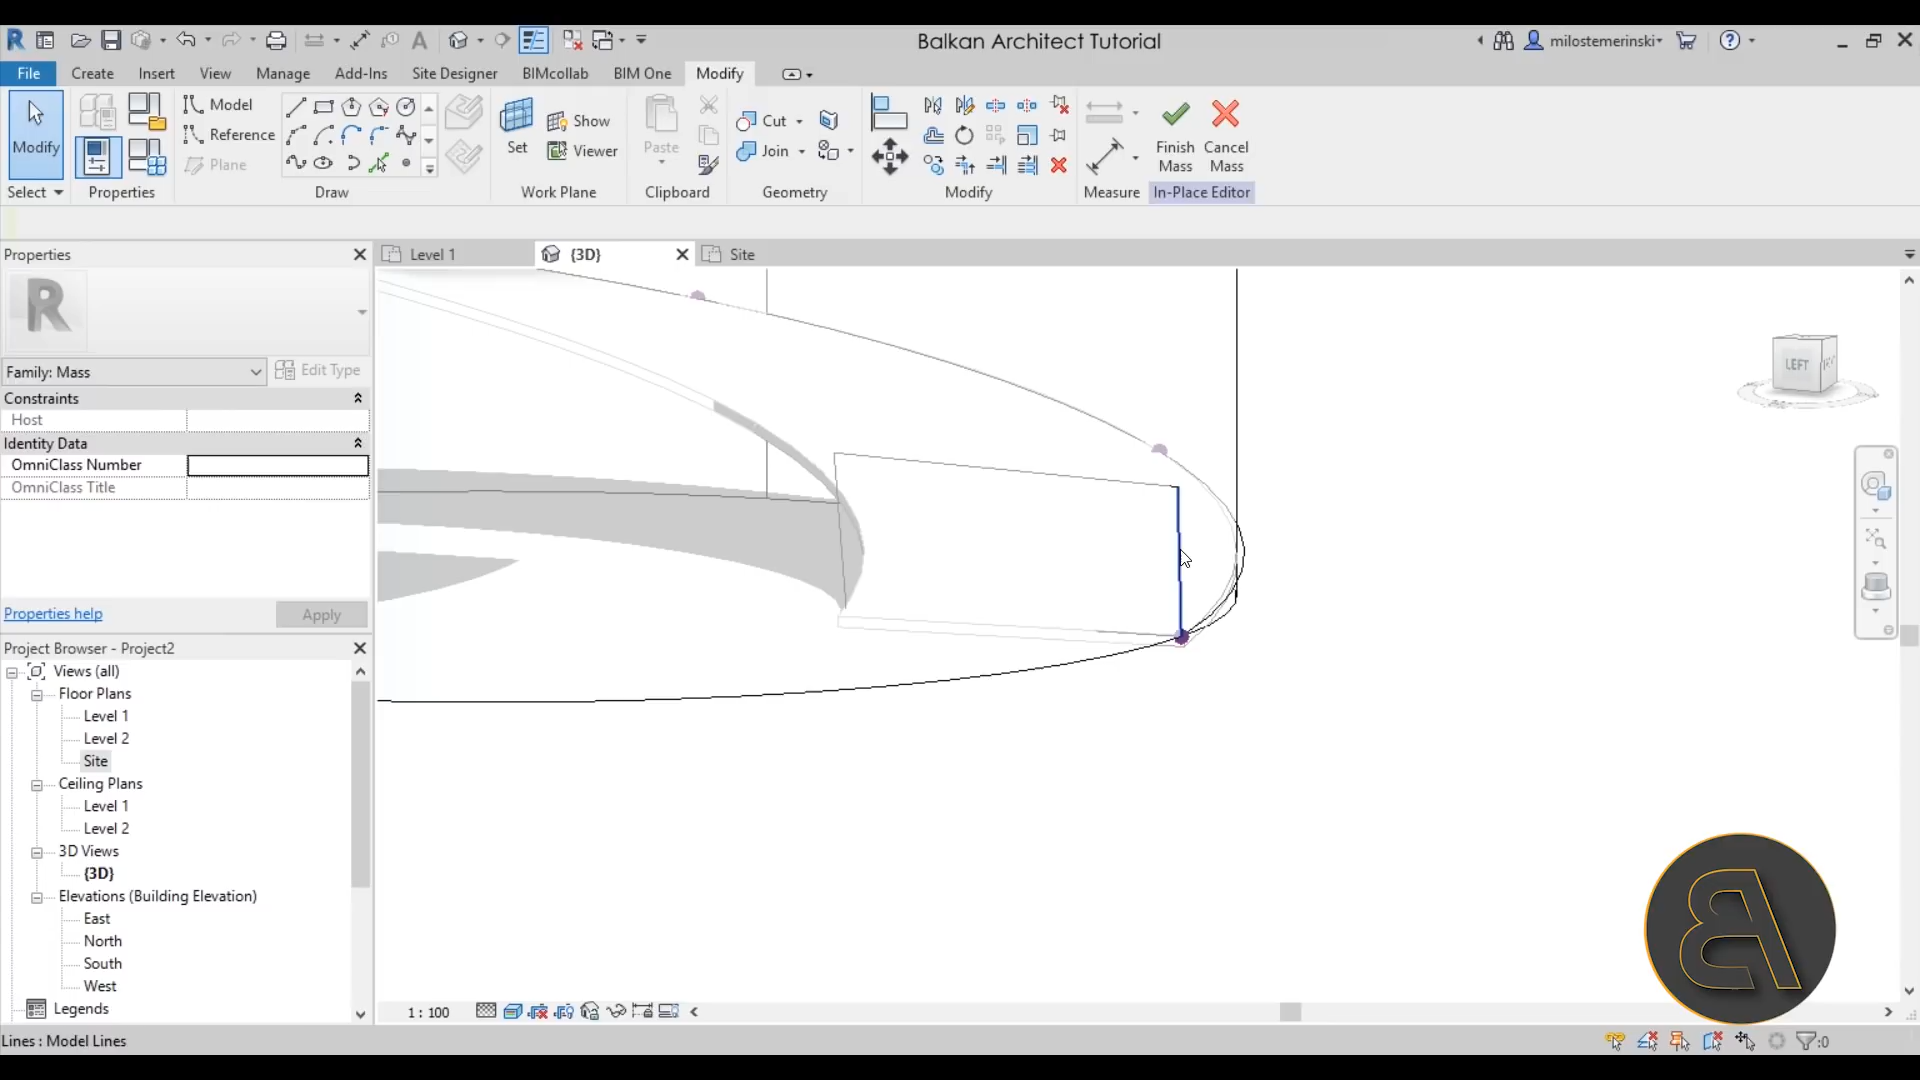 Balkan Architect Tutorial
milostemerinski
File Create Insert View Manage Add-Ins Site Designer BIMcollab BIM One Modify
Modify
Model
Reference
Plane
Set
Show
Viewer
Paste
Cut
Join
Finish Mass
Cancel Mass
Select Properties Draw Work Plane Clipboard Geometry Modify Measure In-Place Editor
Properties
Level 1 {3D} Site
R
LEFT
Family: Mass
Edit Type
Constraints
Host
Identity Data
OmniClass Number
OmniClass Title
Properties help
Apply
Project Browser - Project2
Views (all)
Floor Plans
Level 1
Level 2
Site
Ceiling Plans
Level 1
Level 2
3D Views
{3D}
Elevations (Building Elevation)
East
North
South
West
Legends
1 : 100
Lines : Model Lines
:0